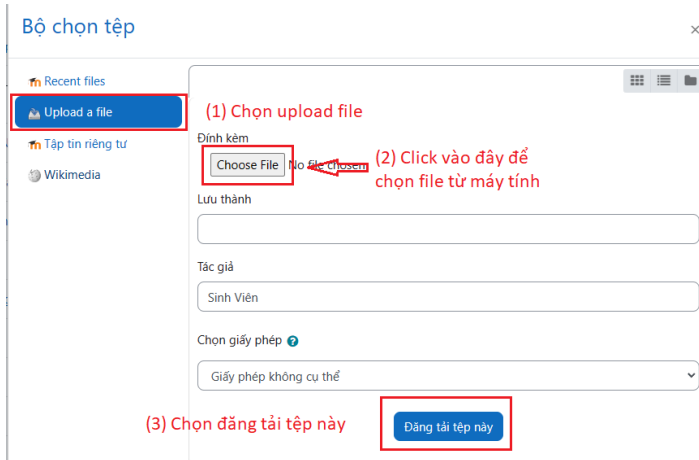 Bộ chọn tệp
×
Recent files
Upload a file
Tập tin riêng tư
Wikimedia
(1) Chọn upload file
Đính kèm
Choose File No file chosen
(2) Click vào đây để
chọn file từ máy tính
Lưu thành
Tác giả
Sinh Viên
Chọn giấy phép
Giấy phép không cụ thể
(3) Chọn đăng tải tệp này
Đăng tải tệp này